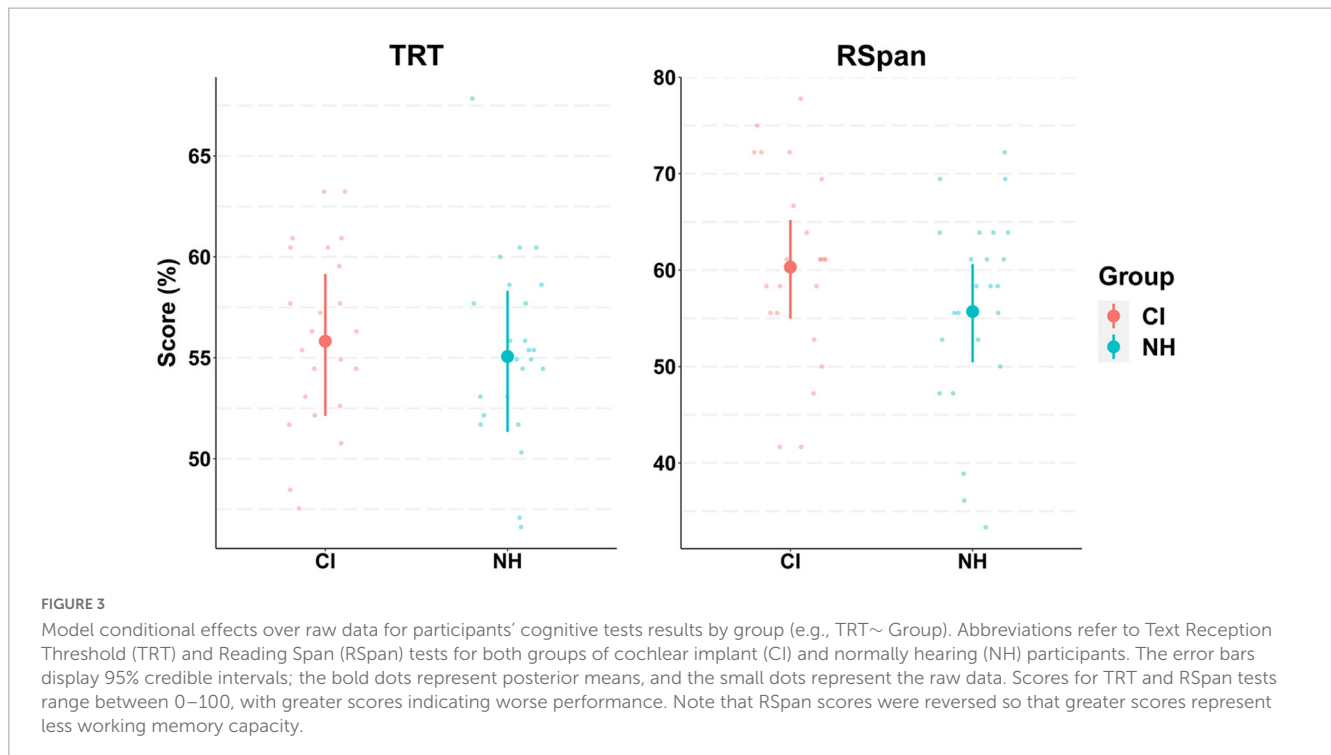 TRT
RSpan
Score (%)
65
60
55
50
CI
NH
80
70
60
50
40
CI
NH
Group
CI
NH
FIGURE 3
Model conditional effects over raw data for participants’ cognitive tests results by group (e.g., TRT~ Group). Abbreviations refer to Text Reception
Threshold (TRT) and Reading Span (RSpan) tests for both groups of cochlear implant (CI) and normally hearing (NH) participants. The error bars
display 95% credible intervals; the bold dots represent posterior means, and the small dots represent the raw data. Scores for TRT and RSpan tests
range between 0–100, with greater scores indicating worse performance. Note that RSpan scores were reversed so that greater scores represent
less working memory capacity.